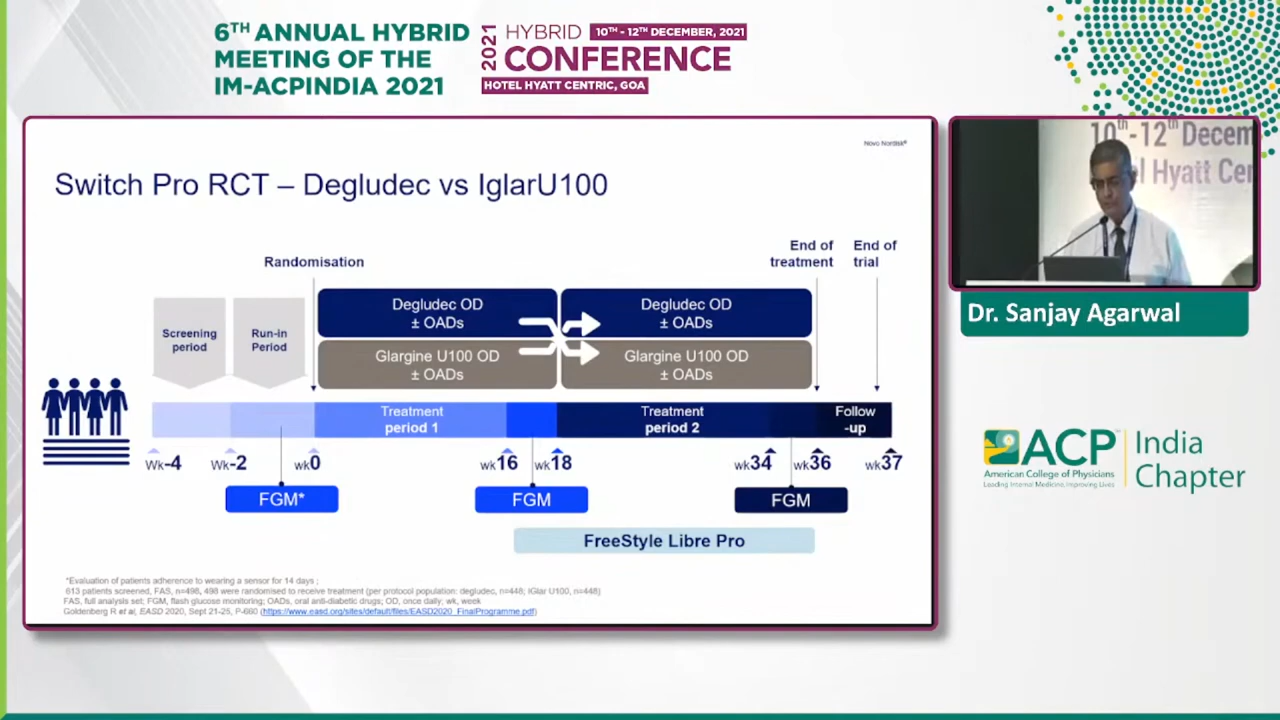 6TH ANNUAL HYBRID
MEETING OF THE
IM-ACPINDIA 2021
2021
HYBRID
10TH - 12TH DECEMBER, 2021
CONFERENCE
HOTEL HYATT CENTRIC, GOA
Novo Nordisk®
Switch Pro RCT – Degludec vs IglarU100
Randomisation
End of
treatment
End of
trial
Screening
period
Run-in
Period
Degludec OD
± OADs
Degludec OD
± OADs
Glargine U100 OD
± OADs
Glargine U100 OD
± OADs
Treatment
period 1
Treatment
period 2
Follow
-up
Wk-4
Wk-2
wk0
wk16
wk18
wk34
wk36
wk37
FGM*
FGM
FGM
FreeStyle Libre Pro
*Evaluation of patients adherence to wearing a sensor for 14 days ;
613 patients screened, FAS, n=498, 498 were randomised to receive treatment (per protocol population: degludec, n=448; IGlar U100, n=448)
FAS, full analysis set; FGM, flash glucose monitoring; OADs, oral anti-diabetic drugs; OD, once daily; wk, week
Goldenberg R et al, EASD 2020, Sept 21-25, P-660 (https://www.easd.org/sites/default/files/EASD2020_FinalProgramme.pdf)
10th-12th Decem
el Hyatt Cen
Dr. Sanjay Agarwal
ACP
American College of Physicians
Leading Internal Medicine, Improving Lives
India
Chapter